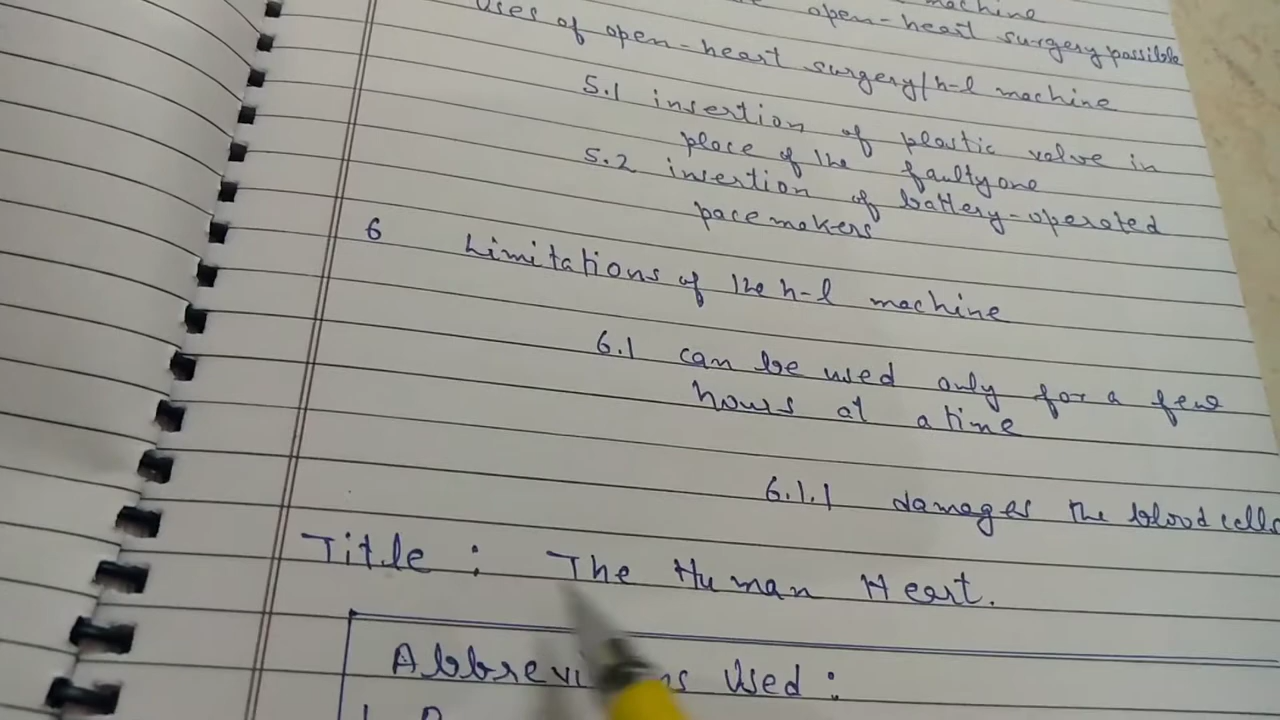 machine
open-heart surgery possible
Uses of open-heart surgery/h-l machine
5.1 insertion of plastic valve in
place of the faulty one
5.2 insertion of battery-operated
pacemakers
6 Limitations of the h-l machine
6.1 can be used only for a few
hours at a time
6.1.1 damages the blood cells
Title : The Human Heart.
Used :